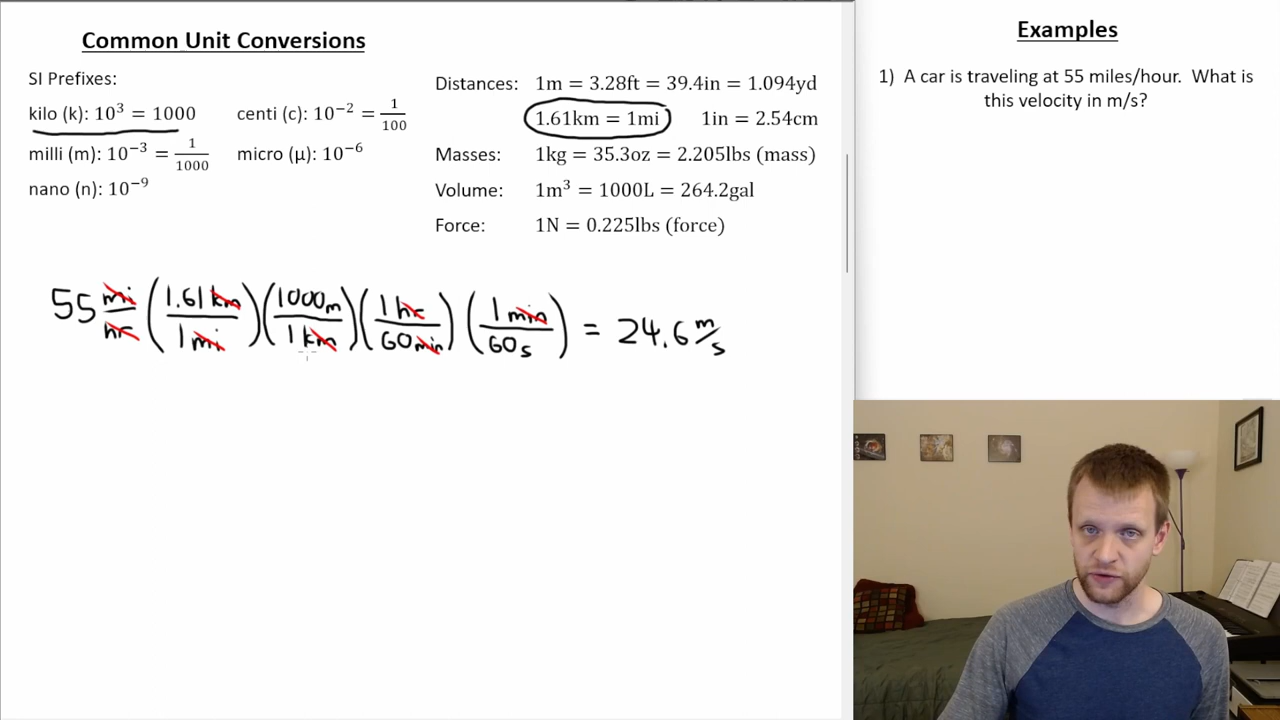 Common Unit Conversions
SI Prefixes:
kilo (k): 10³ = 1000
centi (c): 10⁻² = 1/100
milli (m): 10⁻³ = 1/1000
micro (μ): 10⁻⁶
nano (n): 10⁻⁹
Distances: 1m = 3.28ft = 39.4in = 1.094yd
1.61km = 1mi 1in = 2.54cm
Masses: 1kg = 35.3oz = 2.205lbs (mass)
Volume: 1m³ = 1000L = 264.2gal
Force: 1N = 0.225lbs (force)
55 mi/hr (1.61 km/1 mi)(1000m/1 km)(1 hr/60 min)(1 min/60s) = 24.6 m/s
Examples
1) A car is traveling at 55 miles/hour. What is
this velocity in m/s?